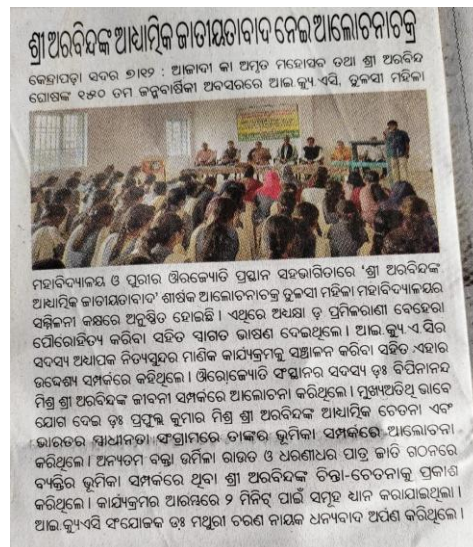 ଶ୍ରୀ ଅରବିନ୍ଦଙ୍କ ଆଧ୍ୟାତ୍ମିକ ଜାତୀୟତାବାଦ ନେଇ ଆଲୋଚନାଚକ୍ର
କେନ୍ଦ୍ରାପଡ଼ା ସଦର ୭।୧୨ : ଆଜାଦୀ କା ଅମୃତ ମହୋତ୍ସବ ତଥା ଶ୍ରୀ ଅରବିନ୍ଦ
ଘୋଷଙ୍କ ୧୫୦ ତମ ଜନ୍ମବାର୍ଷିକୀ ଅବସରରେ ଆଇ.କ୍ୟୁ.ଏସି, ତୁଳସୀ ମହିଳା
ମହାବିଦ୍ୟାଳୟ ଓ ପୁରୀର ଔରଜ୍ୟୋତି ପ୍ରସ୍ଥାନ ସହଭାଗିତାରେ 'ଶ୍ରୀ ଅରବିନ୍ଦଙ୍କ
ଆଧ୍ୟାତ୍ମିକ ଜାତୀୟତାବାଦ' ଶୀର୍ଷକ ଆଲୋଚନାଚକ୍ର ତୁଳସୀ ମହିଳା ମହାବିଦ୍ୟାଳୟର
ସମ୍ମିଳନୀ କକ୍ଷରେ ଅନୁଷ୍ଠିତ ହୋଇଛି । ଏଥିରେ ଅଧକ୍ଷା ଡ଼ ପ୍ରମିଳରାଣୀ ବେହେରା
ପୌରୋହିତ୍ୟ କରିବା ସହିତ ସ୍ବାଗତ ଭାଷଣ ଦେଇଥିଲେ । ଆଇ.କ୍ୟୁ.ଏ.ସିର
ସଦସ୍ୟ ଅଧ୍ୟାପକ ନିତ୍ୟସୁନ୍ଦର ମାଣିକ କାର୍ଯ୍ୟକ୍ରମକୁ ସଞ୍ଚାଳନ କରିବା ସହିତ ଏହାର
ଉଦ୍ଦେଶ୍ୟ ସମ୍ପର୍କରେ କହିଥିଲେ । ଔରୋଜ୍ୟୋତି ସଂସ୍ଥାନର ସଦସ୍ୟ ଡଃ ବିପିନାନନ୍ଦ
ମିଶ୍ର ଶ୍ରୀ ଅରବିନ୍ଦଙ୍କ ଜୀବନୀ ସମ୍ପର୍କରେ ଆଲୋଚନା କରିଥିଲେ । ମୁଖ୍ୟଅତିଥି ଭାବେ
ଯୋଗ ଦେଇ ଡଃ ପ୍ରଫୁଲ୍ଲ କୁମାର ମିଶ୍ର ଶ୍ରୀ ଅରବିନ୍ଦଙ୍କ ଆଧ୍ୟାତ୍ମିକ ଚେତନା ଏବଂ
ଭାରତର ସ୍ବାଧୀନତା ସଂଗ୍ରାମରେ ତାଙ୍କର ଭୂମିକା ସମ୍ପର୍କରେ ଆଲୋଚନା
କରିଥିଲେ । ଅନ୍ୟତମ ବକ୍ତା ଉର୍ମିଳା ରାଉତ ଓ ଧରଣୀଧର ପାତ୍ର ଜାତି ଗଠନରେ
ବ୍ୟକ୍ତିର ଭୂମିକା ସମ୍ପର୍କରେ ଥିବା ଶ୍ରୀ ଅରବିନ୍ଦଙ୍କ ଚିନ୍ତା-ଚେତନାକୁ ପ୍ରକାଶ
କରିଥିଲେ । କାର୍ଯ୍ୟକ୍ରମର ଆରମ୍ଭରେ ୨ ମିନିଟ୍ ପାଇଁ ସମୂହ ଧ୍ୟାନ କରାଯାଇଥିଲା ।
ଆଇ.କ୍ୟୁଏସି ସଂଯୋଜକ ଡଃ ମଥୁରୀ ଚରଣ ନାୟକ ଧନ୍ୟବାଦ ଅର୍ପଣ କରିଥିଲେ ।